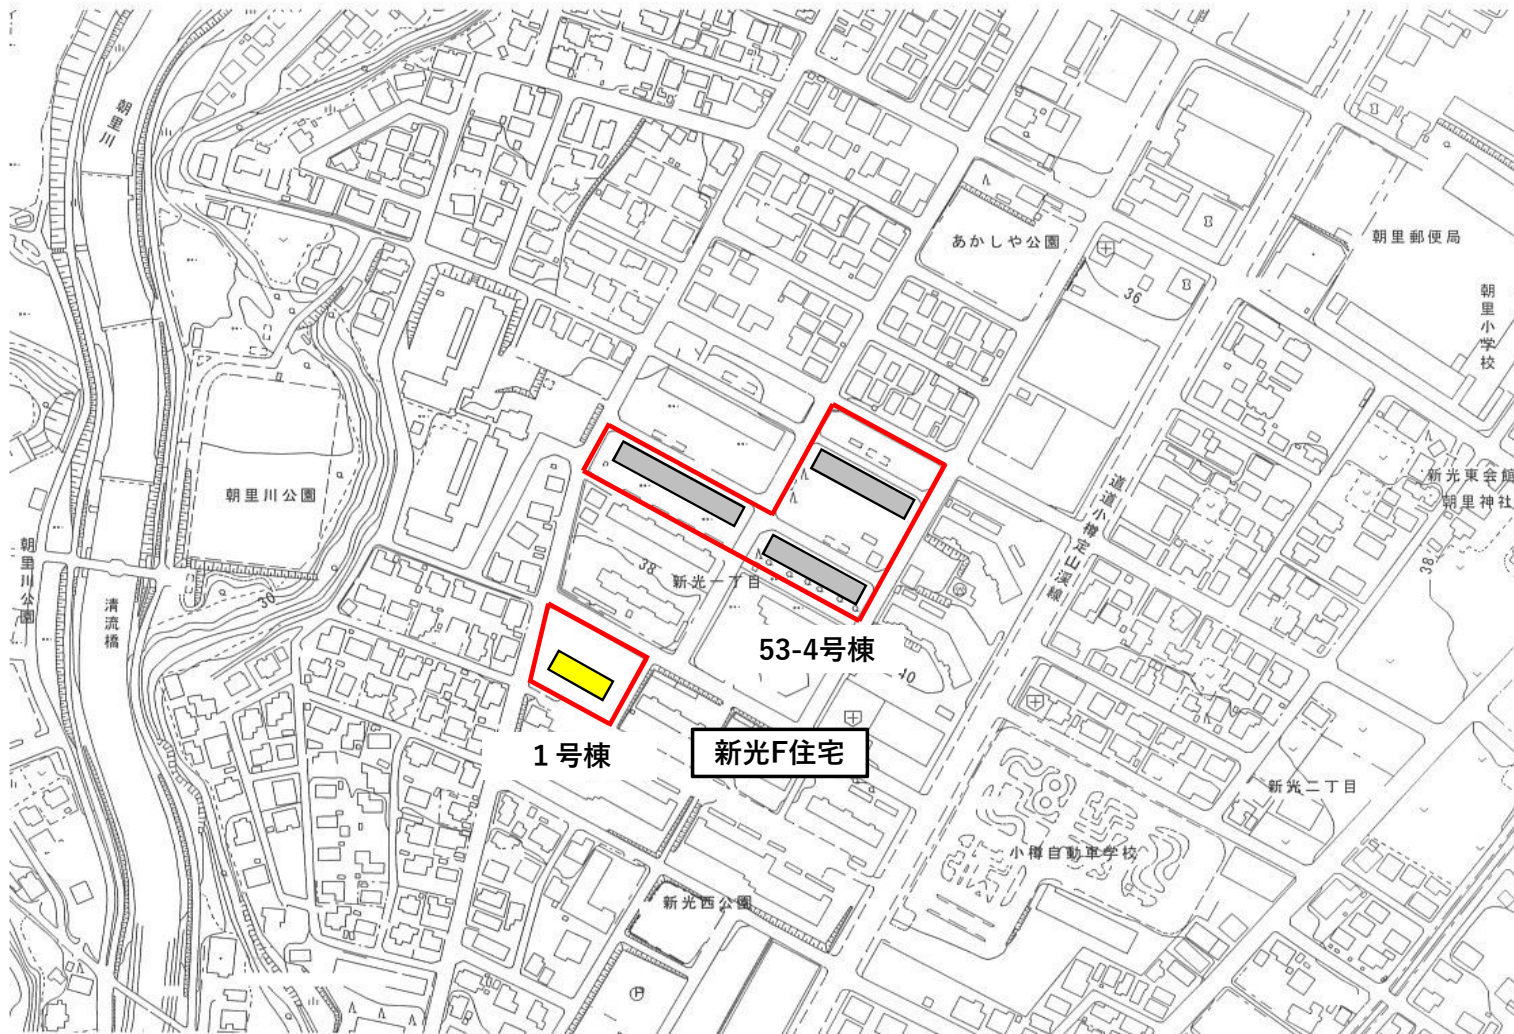 朝里川
あかしや公園
朝里郵便局
36
朝里小学校
朝里川公園
新光東会館
朝里神社
道道小樽定山渓線
朝里川公園
清流橋
30
38
新光一丁目
38
53-4号棟
40
1号棟
新光F住宅
新光二丁目
小樽自動車学校
新光西公園
P